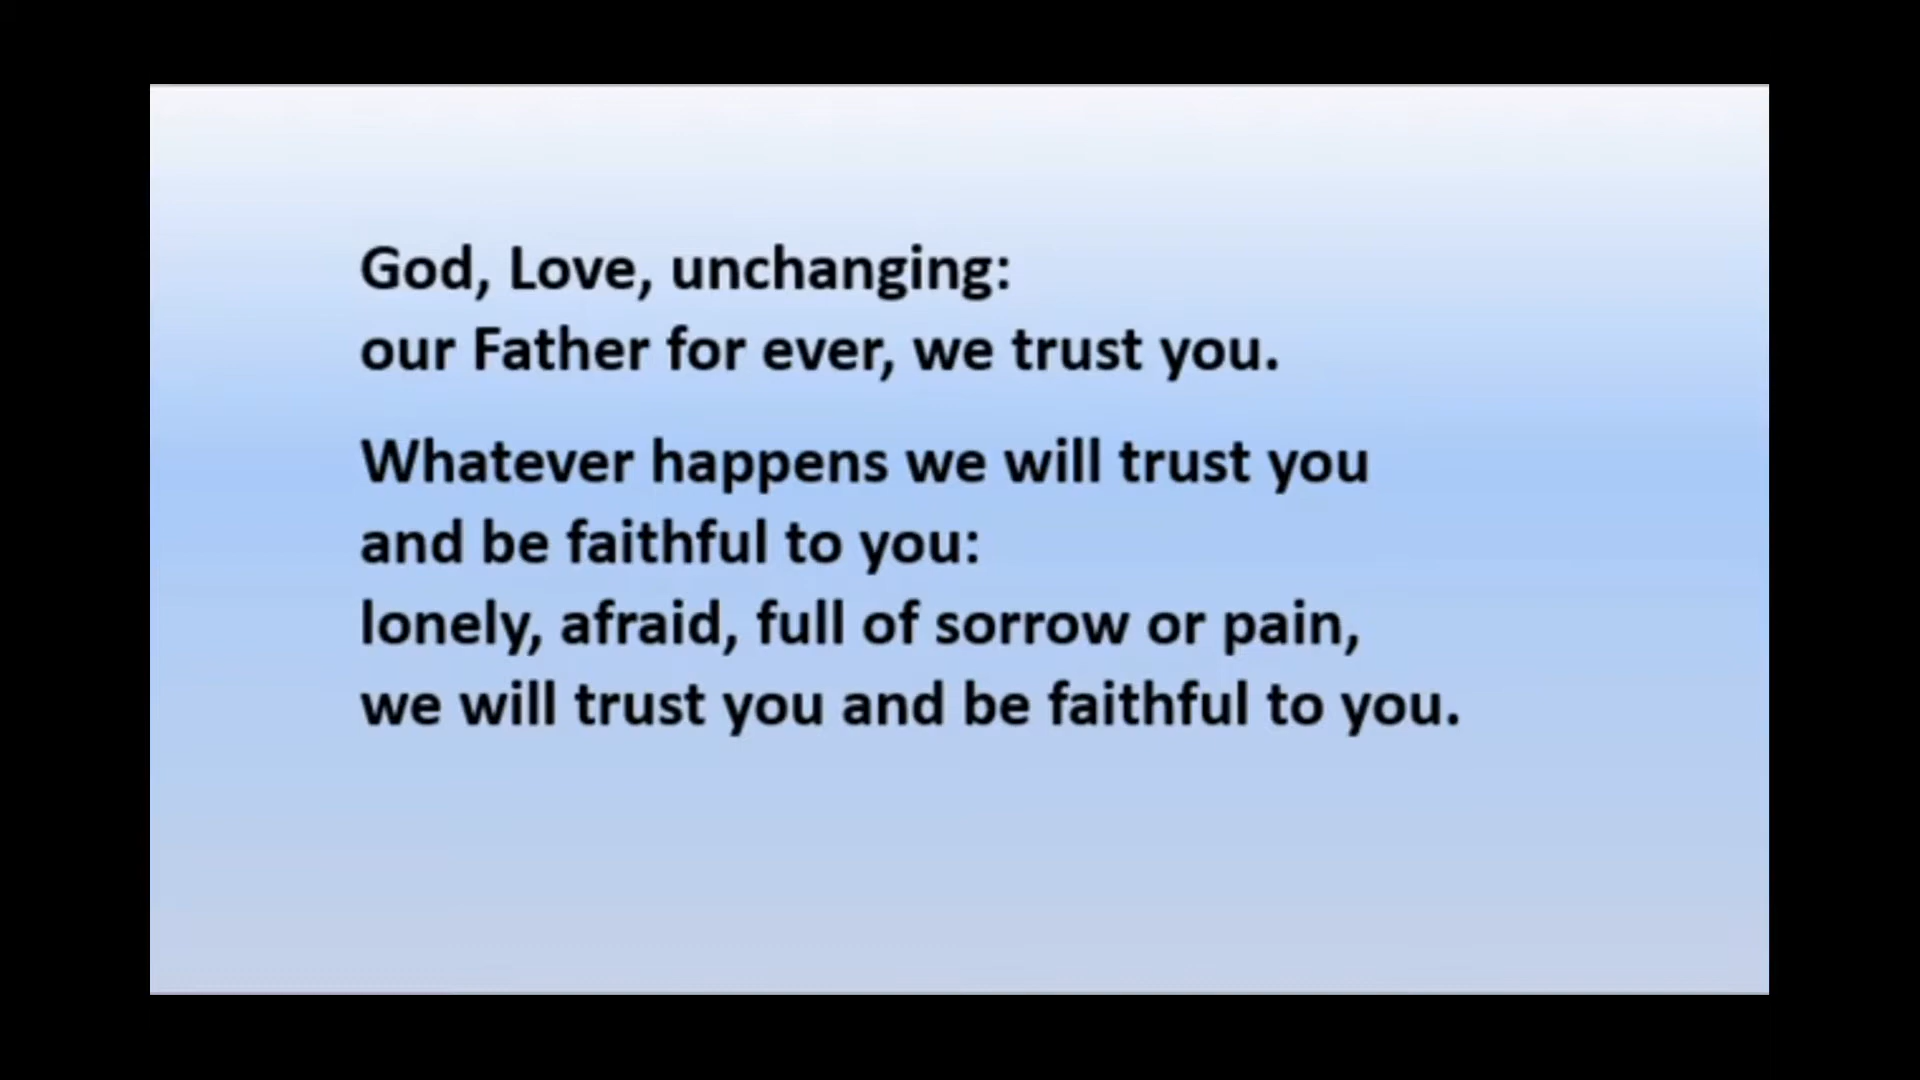 God, Love, unchanging:
our Father for ever, we trust you.
Whatever happens we will trust you
and be faithful to you:
lonely, afraid, full of sorrow or pain,
we will trust you and be faithful to you.